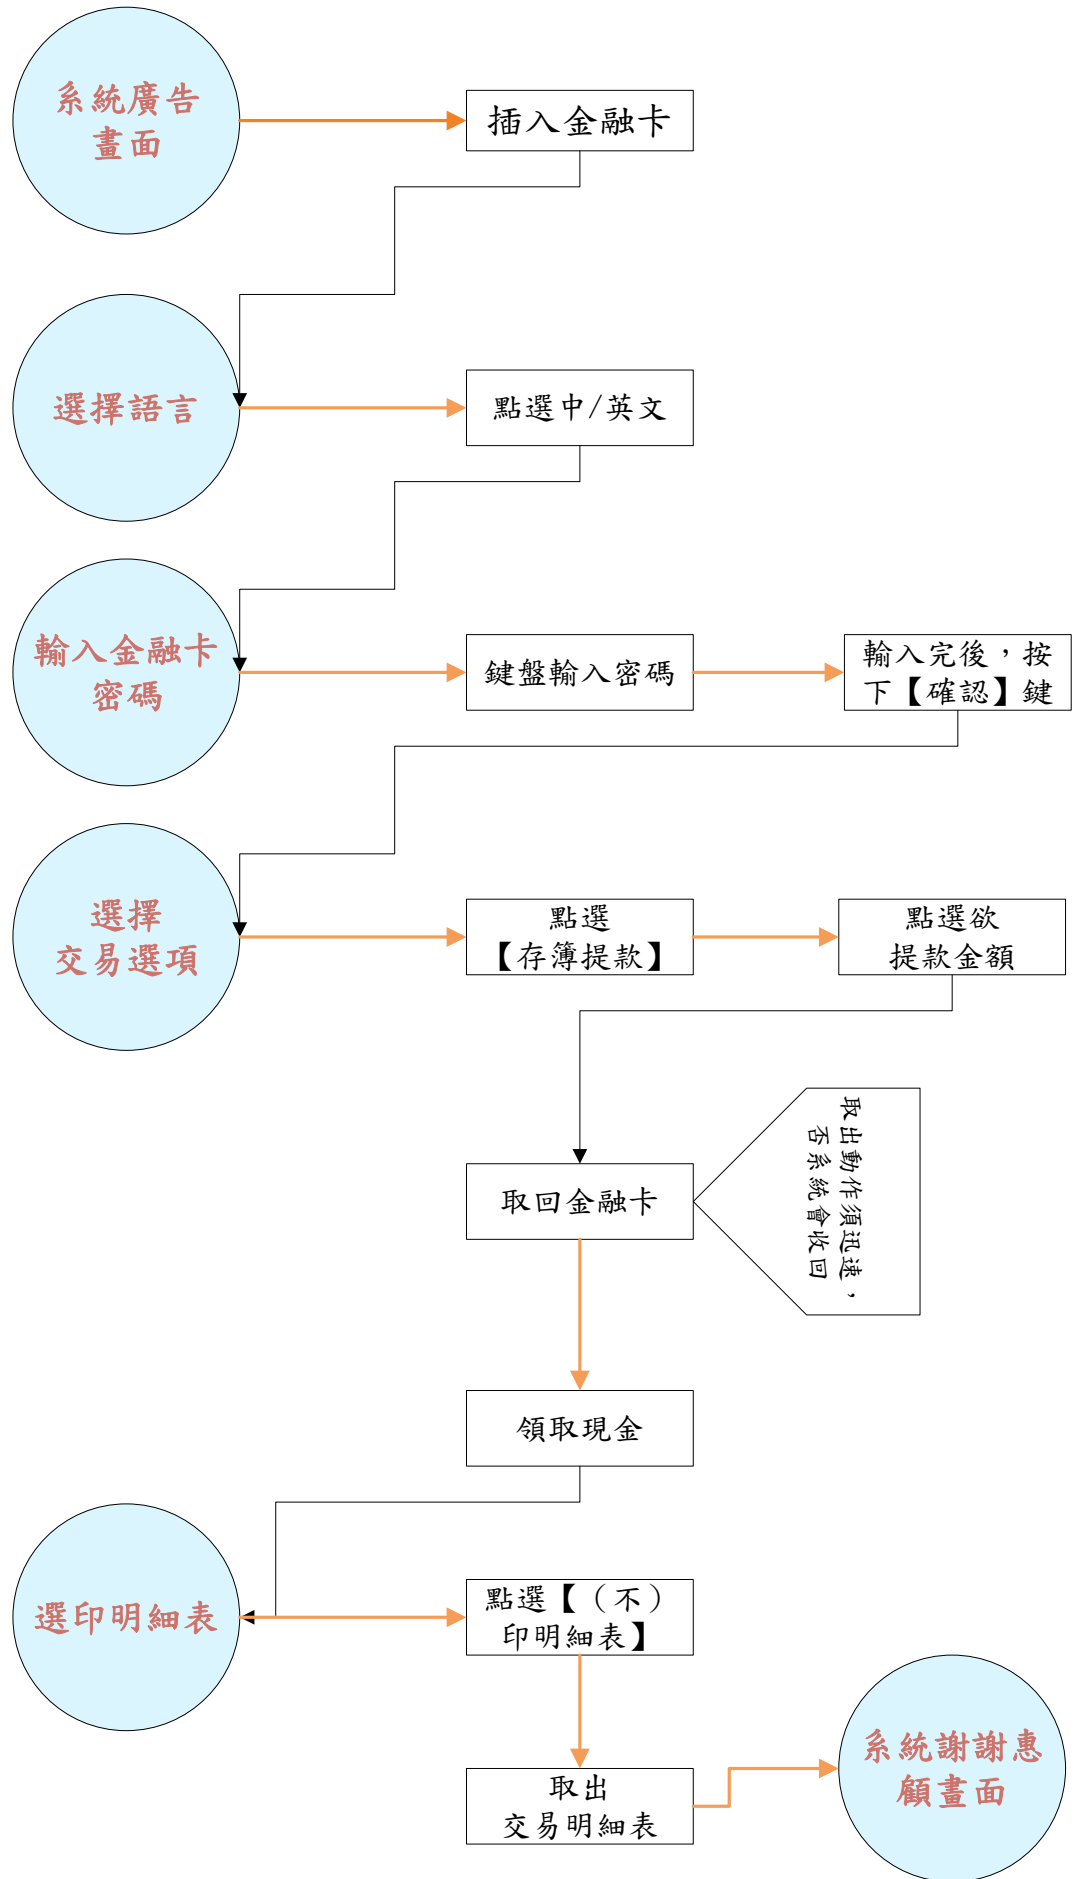 系統廣告
畫面
插入金融卡
選擇語言
點選中/英文
輸入金融卡
密碼
鍵盤輸入密碼
輸入完後，按
下【確認】鍵
選擇
交易選項
點選
【存簿提款】
點選欲
提款金額
取回金融卡
取出動作須迅速，
否系統會收回
領取現金
選印明細表
點選【（不）
印明細表】
取出
交易明細表
系統謝謝惠
顧畫面